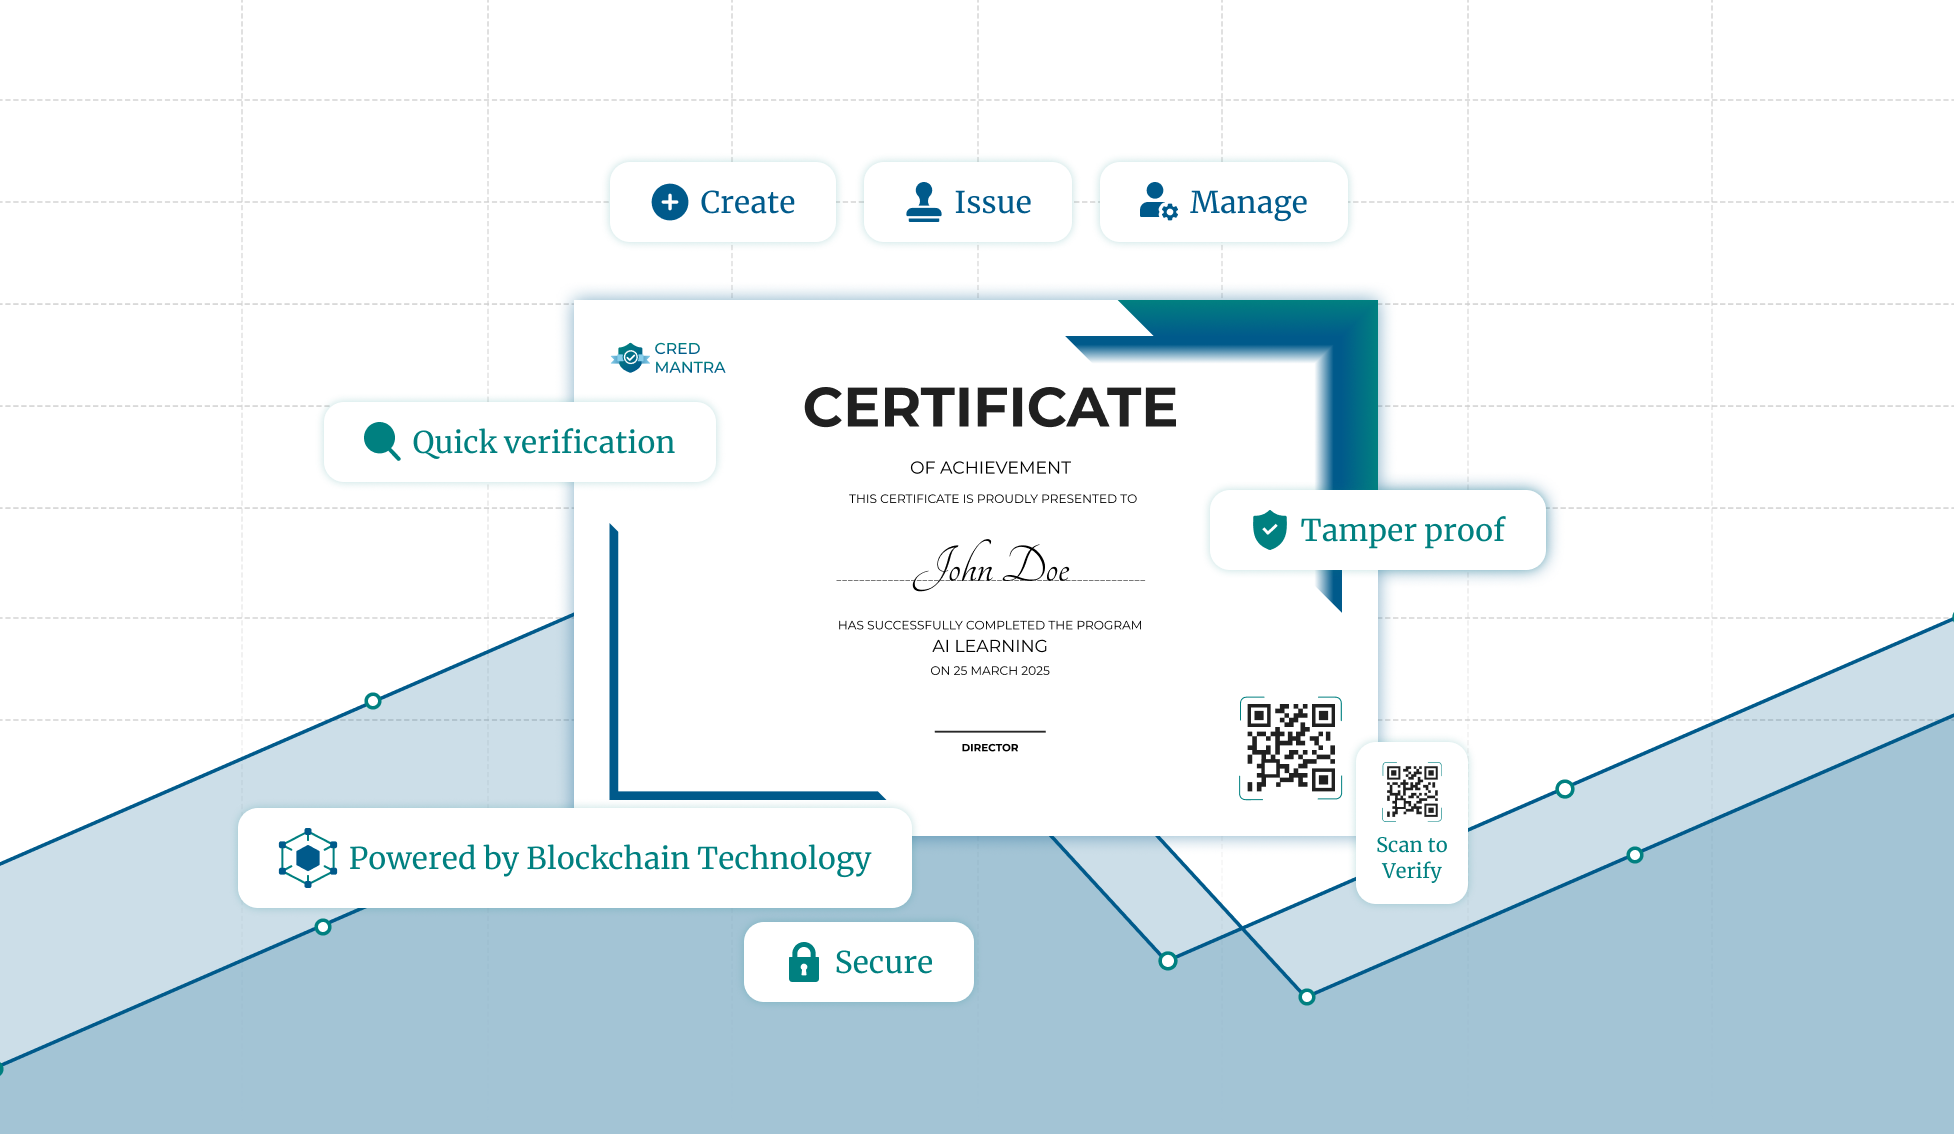 Create
Issue
Manage
CRED
MANTRA
CERTIFICATE
Quick verification
OF ACHIEVEMENT
THIS CERTIFICATE IS PROUDLY PRESENTED TO
Tamper proof
John Doe
HAS SUCCESSFULLY COMPLETED THE PROGRAM
AI LEARNING
ON 25 MARCH 2025
DIRECTOR
Scan to
Verify
Powered by Blockchain Technology
Secure